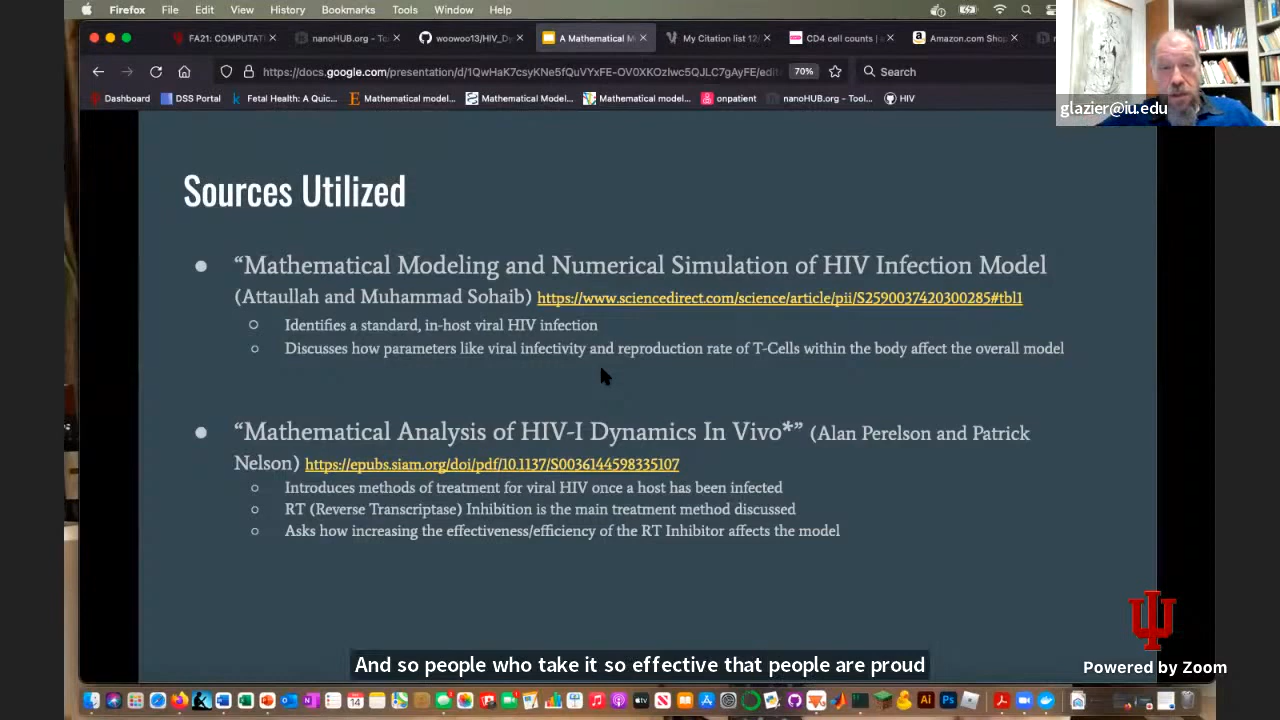 Firefox File Edit View History Bookmarks Tools Window Help
FA21: COMPUTAT nanoHUB.org - To woowoo13/HIV_Dy A Mathematical M My Citation list 12/ CD4 cell counts | Amazon.com Shop
https://docs.google.com/presentation/d/1QwHaK7csyKNe5fQuVYxFE-OV0XKOzIwc5QJLC7gAyFE/edit 70% Search
Dashboard DSS Portal Fetal Health: A Quic... Mathematical model... Mathematical Model... Mathematical model... onpatient nanoHUB.org - Tool... HIV
glazier@iu.edu
Sources Utilized
“Mathematical Modeling and Numerical Simulation of HIV Infection Model
(Attaullah and Muhammad Sohaib) https://www.sciencedirect.com/science/article/pii/S2590037420300285#tbl1
Identifies a standard, in-host viral HIV infection
Discusses how parameters like viral infectivity and reproduction rate of T-Cells within the body affect the overall model
“Mathematical Analysis of HIV-I Dynamics In Vivo*” (Alan Perelson and Patrick
Nelson) https://epubs.siam.org/doi/pdf/10.1137/S0036144598335107
Introduces methods of treatment for viral HIV once a host has been infected
RT (Reverse Transcriptase) Inhibition is the main treatment method discussed
Asks how increasing the effectiveness/efficiency of the RT Inhibitor affects the model
And so people who take it so effective that people are proud
Powered by Zoom